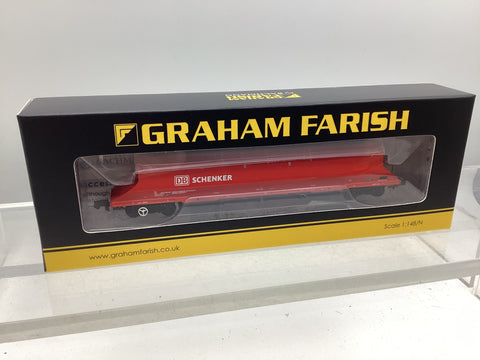 GRAHAM FARISH
DB SCHENKER
www.grahamfarish.co.uk
Scale 1:148/N